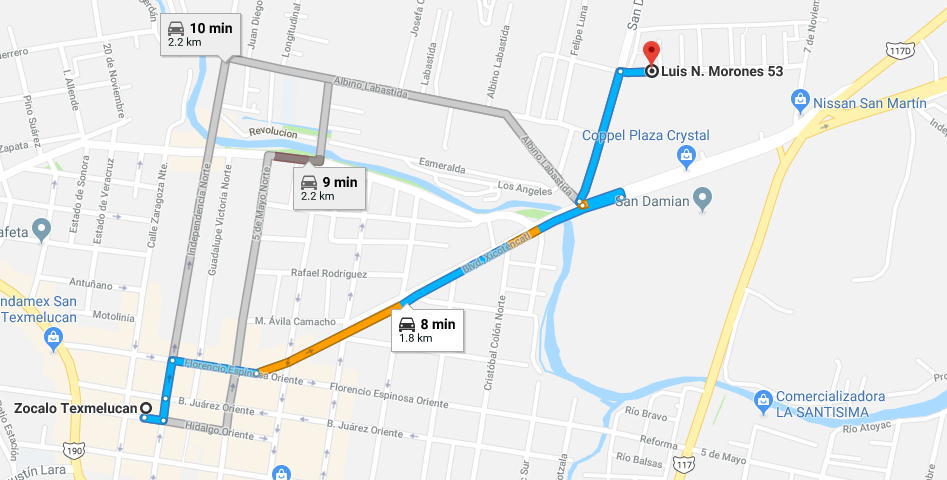 10 min
2.2 km
Juan Diego
Longitudinal
Josefa O
Labastida
Albino Labastida
Felipe Luna
San D
7 de Noviem
117D
Luis N. Morones 53
Nissan San Martín
Guerrero
20 de Noviembre
I. Allende
Pino Suárez
Albino Labastida
Coppel Plaza Crystal
Revolucion
Albino Labastida
Zapata
Estado de Sonora
Estado de Veracruz
Calle Zaragoza Nte.
Independencia Norte
Guadalupe Victoria Norte
5 de Mayo Norte
9 min
2.2 km
Esmeralda
Los Angeles
San Damian
afeta
Blvd. Xicotencatl
Rafael Rodríguez
Antuñano
ndamex San
Texmelucan
Motolinía
M. Ávila Camacho
8 min
1.8 km
Cristóbal Colón Norte
Florencio Espinosa Oriente
Florencio Espinosa Oriente
Zocalo Texmelucan
B. Juárez Oriente
Hidalgo Oriente
B. Juárez Oriente
Comercializadora
LA SANTISIMA
Río Bravo
Río Atoyac
Reforma
5 de Mayo
Río Balsas
117
190
ustín Lara
c Sur
otzala